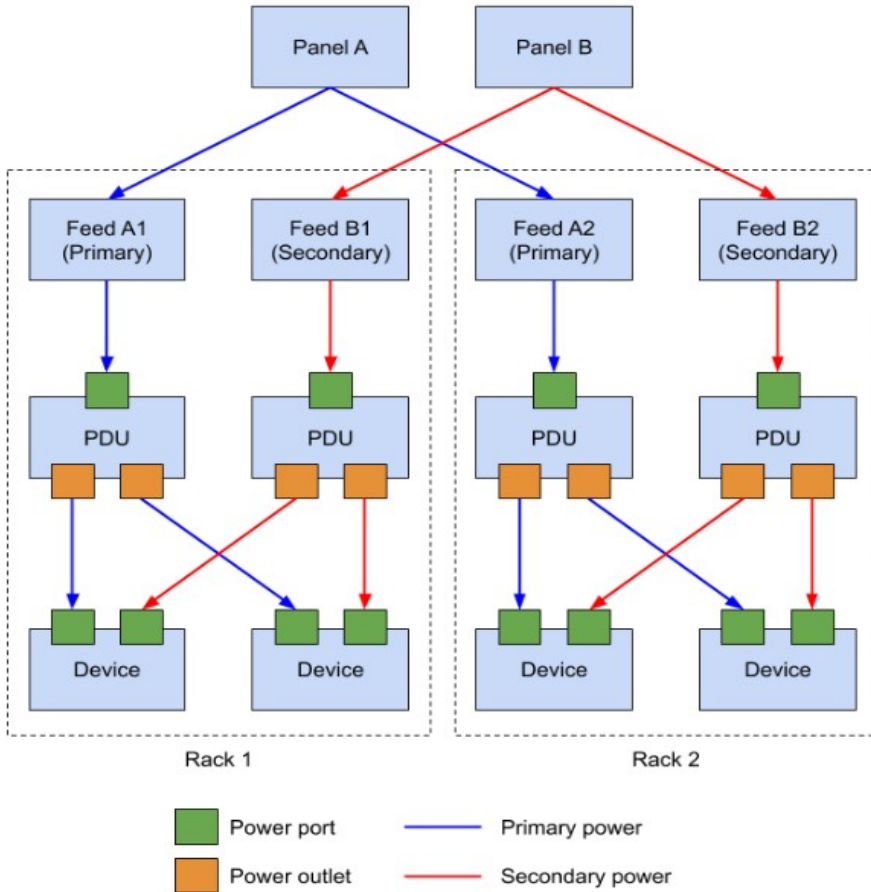 Panel A
Panel B
Feed A1
(Primary)
Feed B1
(Secondary)
Feed A2
(Primary)
Feed B2
(Secondary)
PDU
PDU
PDU
PDU
Device
Device
Device
Device
Rack 1
Rack 2
Power port
Primary power
Power outlet
Secondary power